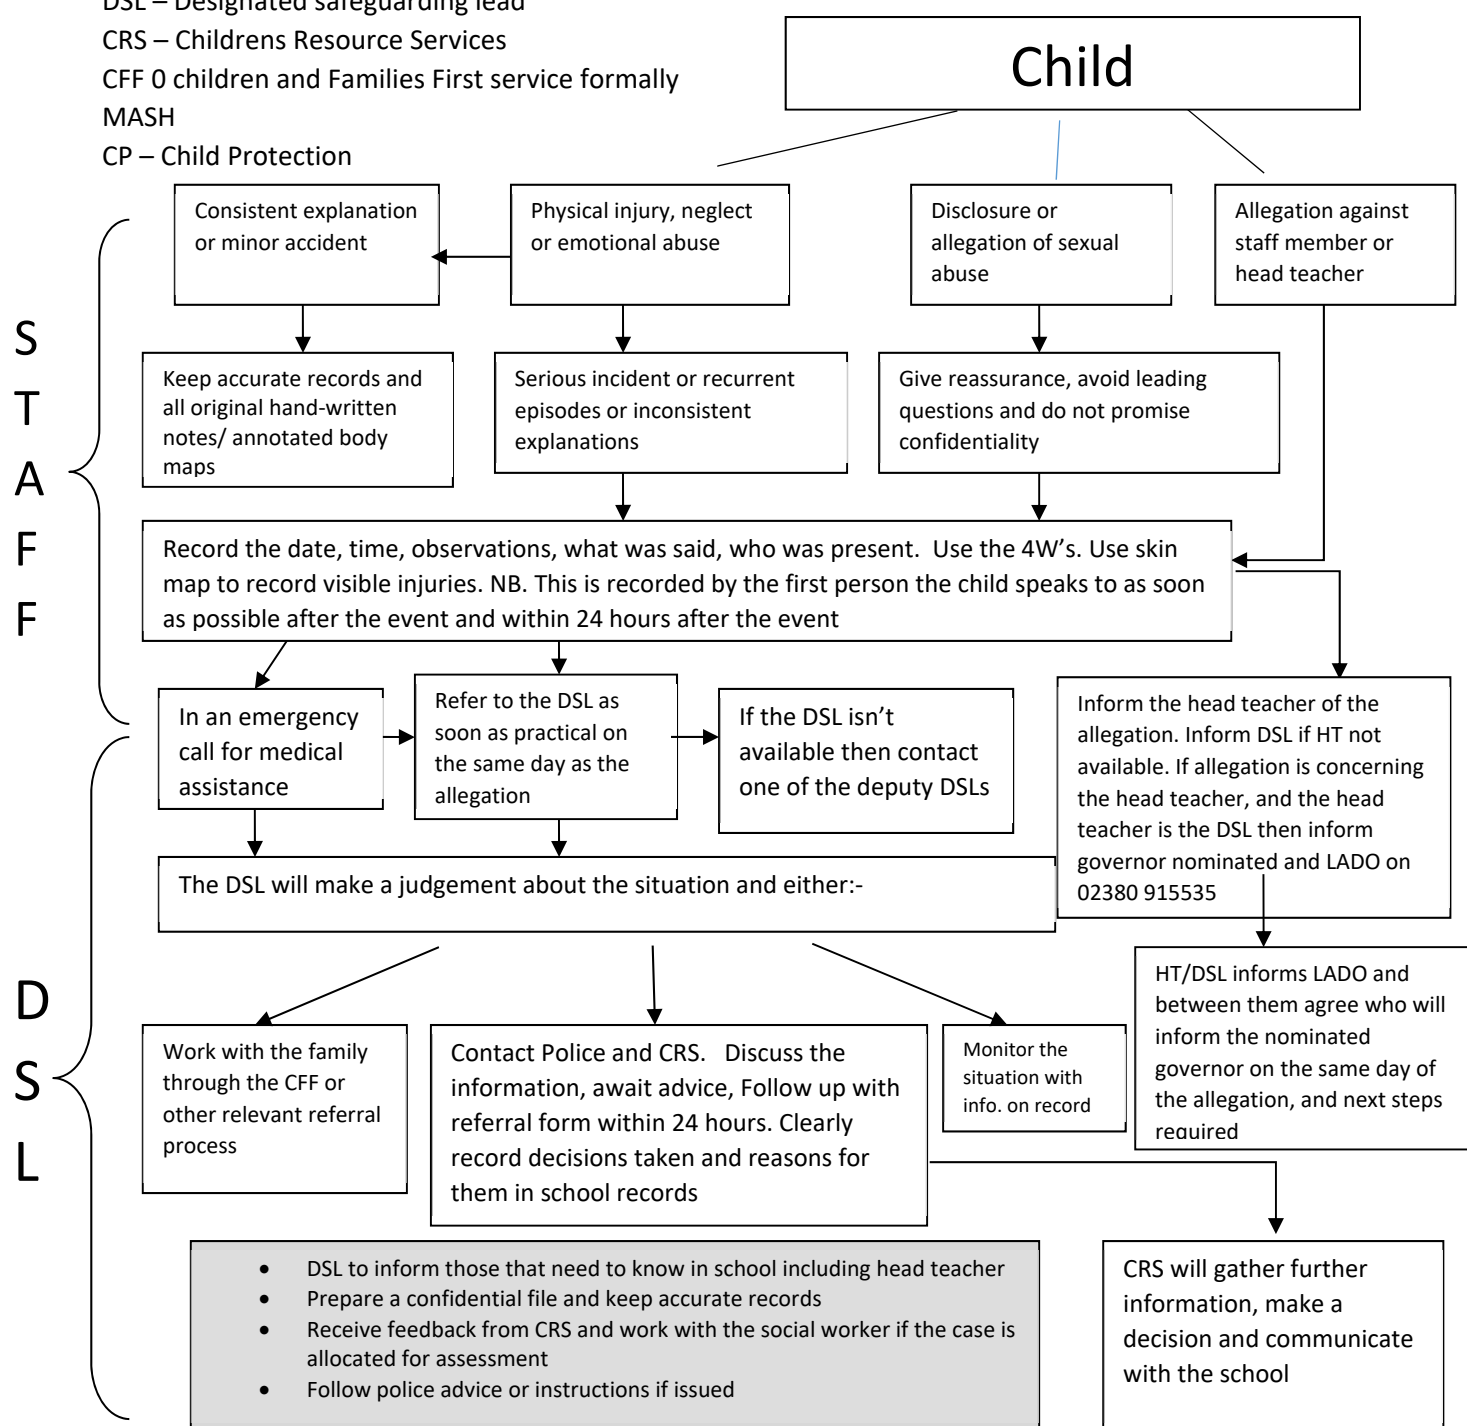 DSL – Designated safeguarding lead
CRS – Childrens Resource Services
CFF 0 children and Families First service formally
MASH
CP – Child Protection
Child
Consistent explanation
or minor accident
Physical injury, neglect
or emotional abuse
Disclosure or
allegation of sexual
abuse
Allegation against
staff member or
head teacher
S
T
A
F
F
Keep accurate records and
all original hand-written
notes/ annotated body
maps
Serious incident or recurrent
episodes or inconsistent
explanations
Give reassurance, avoid leading
questions and do not promise
confidentiality
Record the date, time, observations, what was said, who was present.  Use the 4W’s. Use skin
map to record visible injuries. NB. This is recorded by the first person the child speaks to as soon
as possible after the event and within 24 hours after the event
In an emergency
call for medical
assistance
Refer to the DSL as
soon as practical on
the same day as the
allegation
If the DSL isn’t
available then contact
one of the deputy DSLs
Inform the head teacher of the
allegation. Inform DSL if HT not
available. If allegation is concerning
the head teacher, and the head
teacher is the DSL then inform
governor nominated and LADO on
02380 915535
The DSL will make a judgement about the situation and either:-
D
S
L
Work with the family
through the CFF or
other relevant referral
process
Contact Police and CRS.   Discuss the
information, await advice, Follow up with
referral form within 24 hours. Clearly
record decisions taken and reasons for
them in school records
Monitor the
situation with
info. on record
HT/DSL informs LADO and
between them agree who will
inform the nominated
governor on the same day of
the allegation, and next steps
required
• DSL to inform those that need to know in school including head teacher
• Prepare a confidential file and keep accurate records
• Receive feedback from CRS and work with the social worker if the case is
allocated for assessment
• Follow police advice or instructions if issued
CRS will gather further
information, make a
decision and communicate
with the school